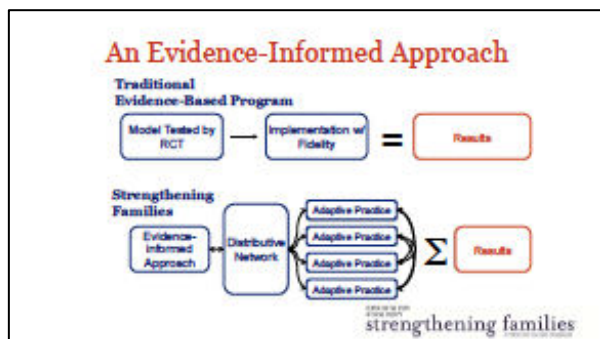 An Evidence-Informed Approach
Traditional
Evidence-Based Program
Model Tested by
RCT
Implementation w/
Fidelity
=
Results
Strengthening
Families
Evidence-
Informed
Approach
Distributive
Network
Adaptive Practice
Adaptive Practice
Adaptive Practice
Adaptive Practice
Σ
Results
strengthening families